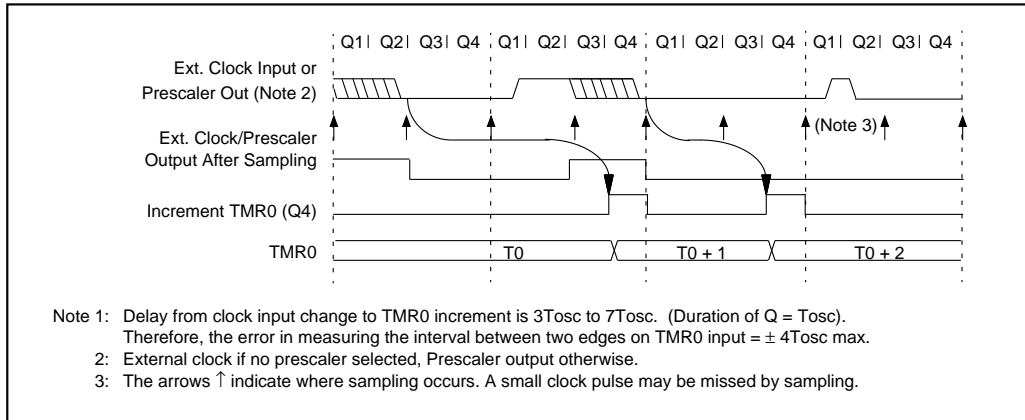 Q1| Q2| Q3| Q4 Q1| Q2| Q3| Q4 Q1| Q2| Q3| Q4 Q1| Q2| Q3| Q4
Ext. Clock Input or
Prescaler Out (Note 2)
(Note 3)
Ext. Clock/Prescaler
Output After Sampling
Increment TMR0 (Q4)
TMR0 T0 T0 + 1 T0 + 2
Note 1: Delay from clock input change to TMR0 increment is 3Tosc to 7Tosc. (Duration of Q = Tosc).
Therefore, the error in measuring the interval between two edges on TMR0 input = ± 4Tosc max.
2: External clock if no prescaler selected, Prescaler output otherwise.
3: The arrows ↑ indicate where sampling occurs. A small clock pulse may be missed by sampling.